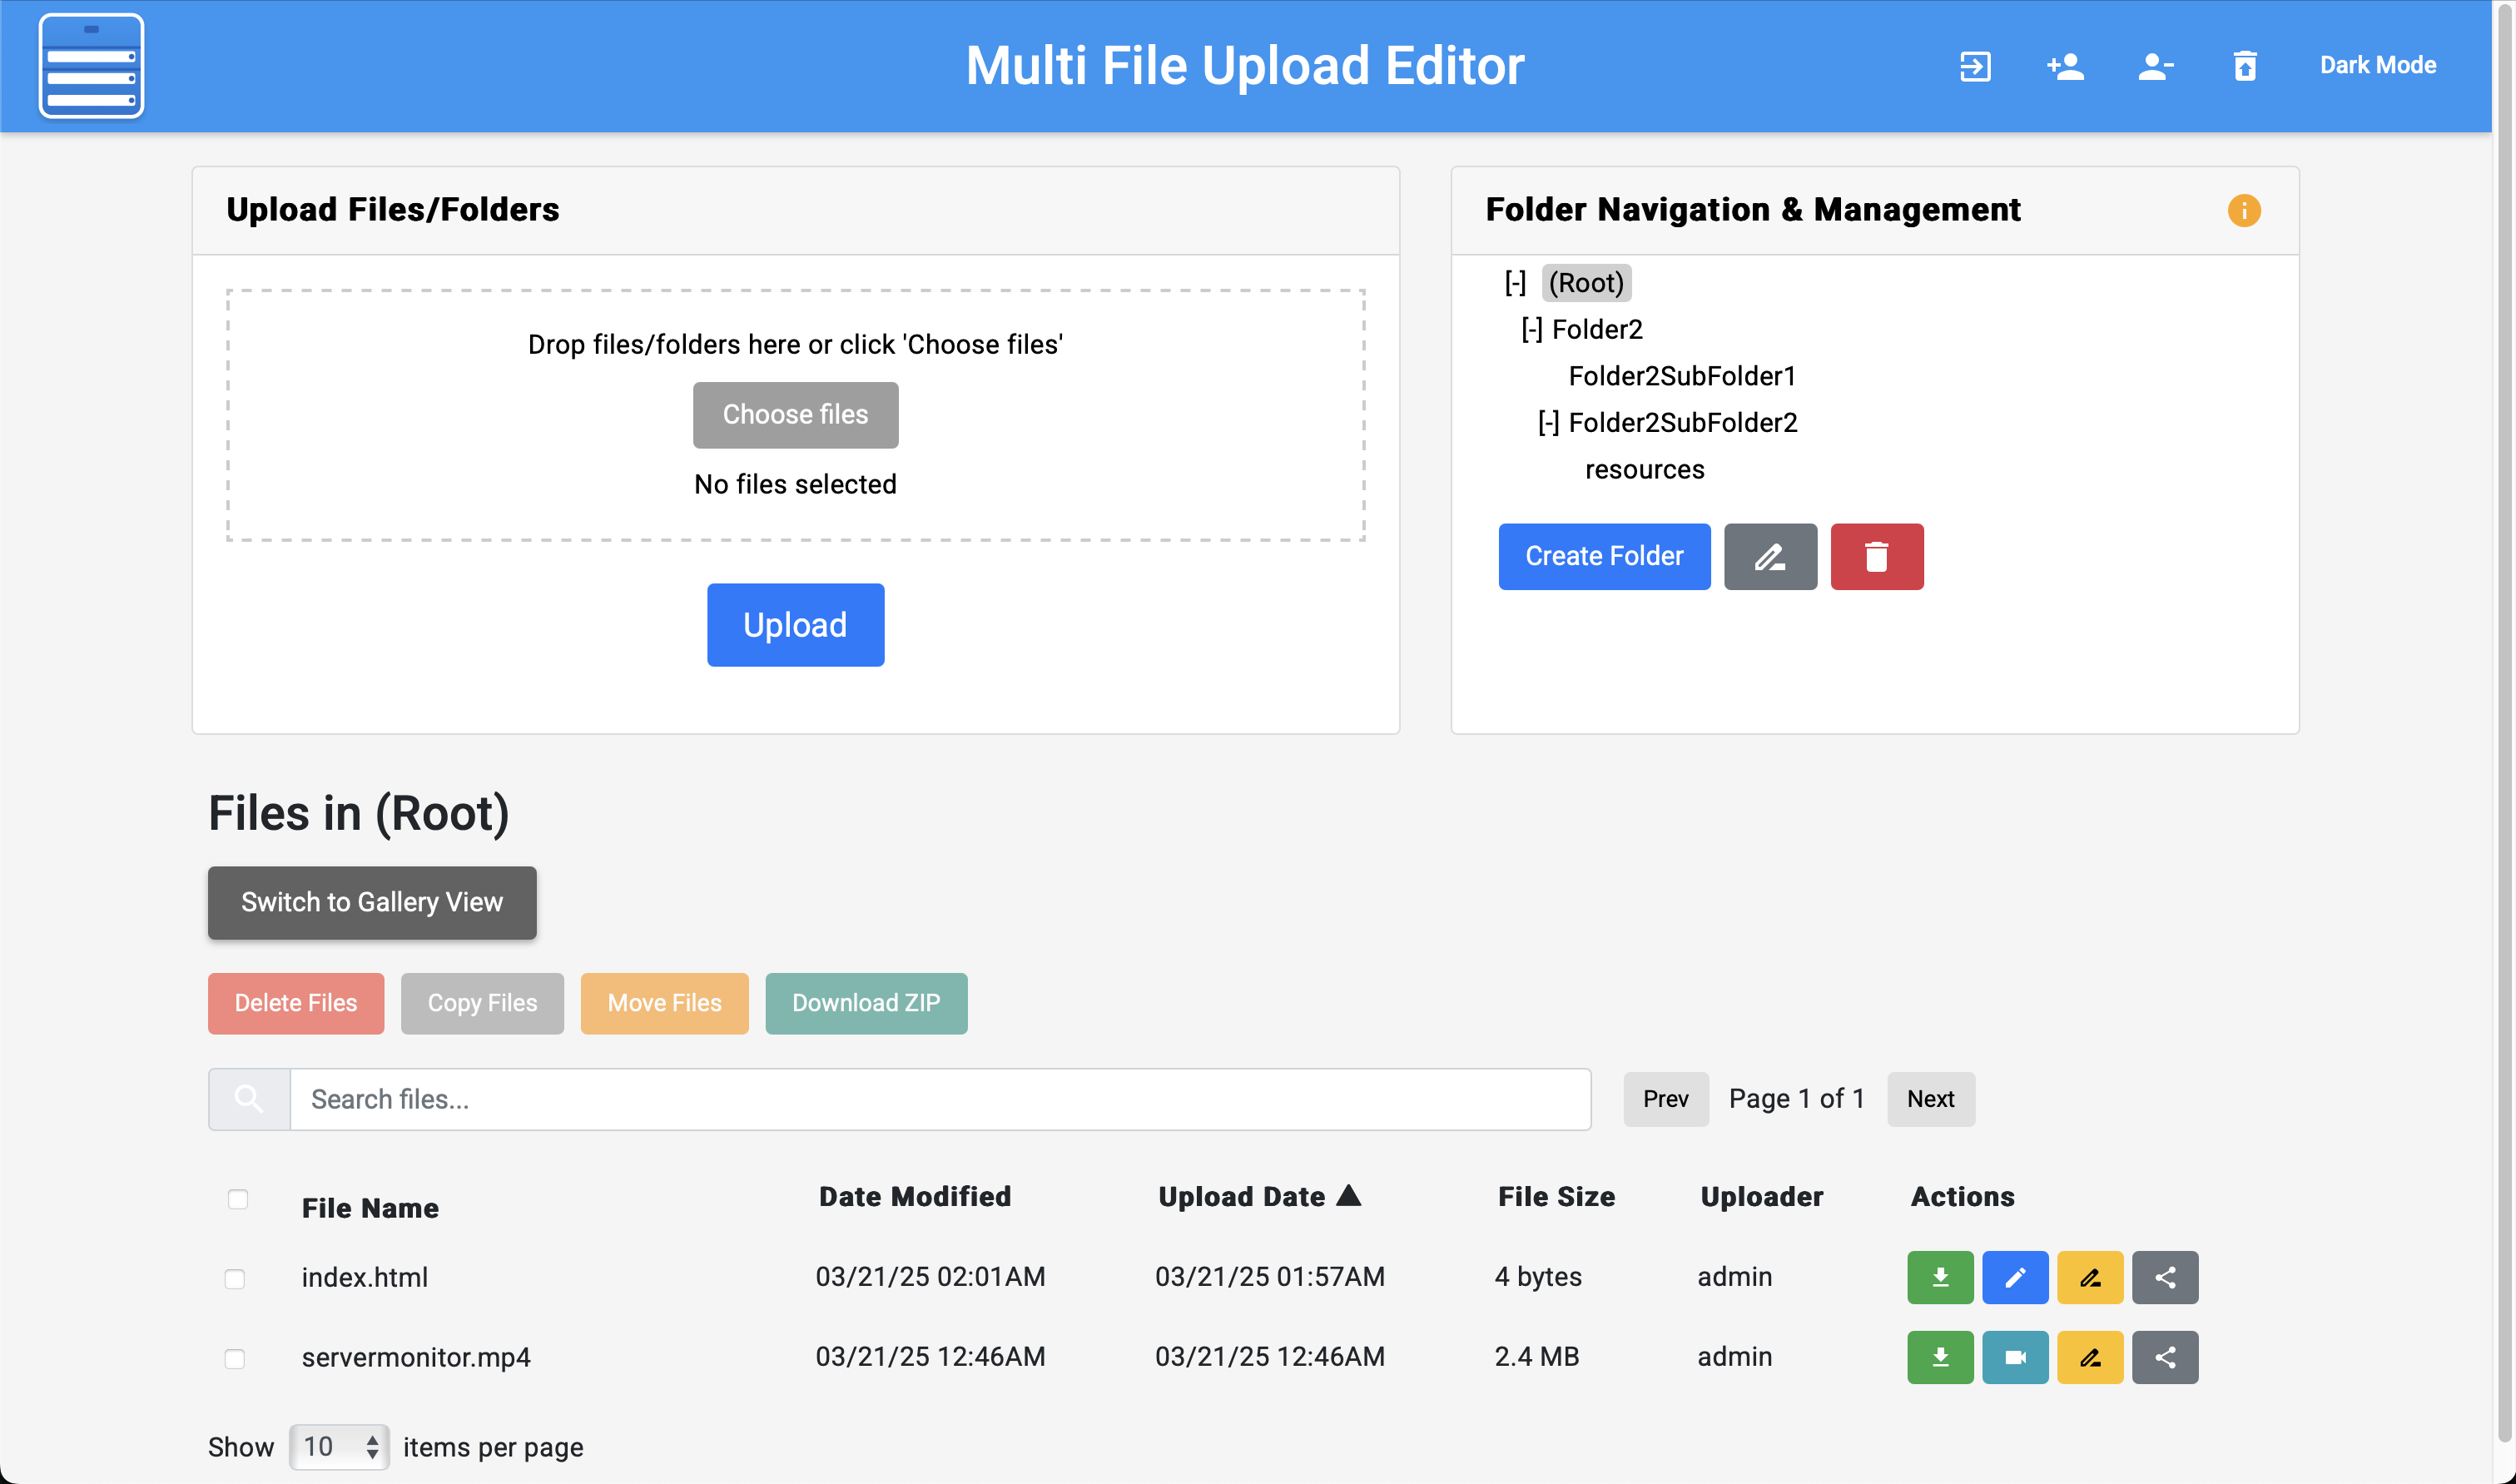 Multi File Upload Editor
Dark Mode
Upload Files/Folders
Drop files/folders here or click 'Choose files'
Choose files
No files selected
Upload
Folder Navigation & Management
[-] (Root)
[-] Folder2
Folder2SubFolder1
[-] Folder2SubFolder2
resources
Create Folder
Files in (Root)
Switch to Gallery View
Delete Files Copy Files Move Files Download ZIP
Search files... Prev Page 1 of 1 Next
File Name Date Modified Upload Date ▲ File Size Uploader Actions
index.html 03/21/25 02:01AM 03/21/25 01:57AM 4 bytes admin
servermonitor.mp4 03/21/25 12:46AM 03/21/25 12:46AM 2.4 MB admin
Show 10 items per page